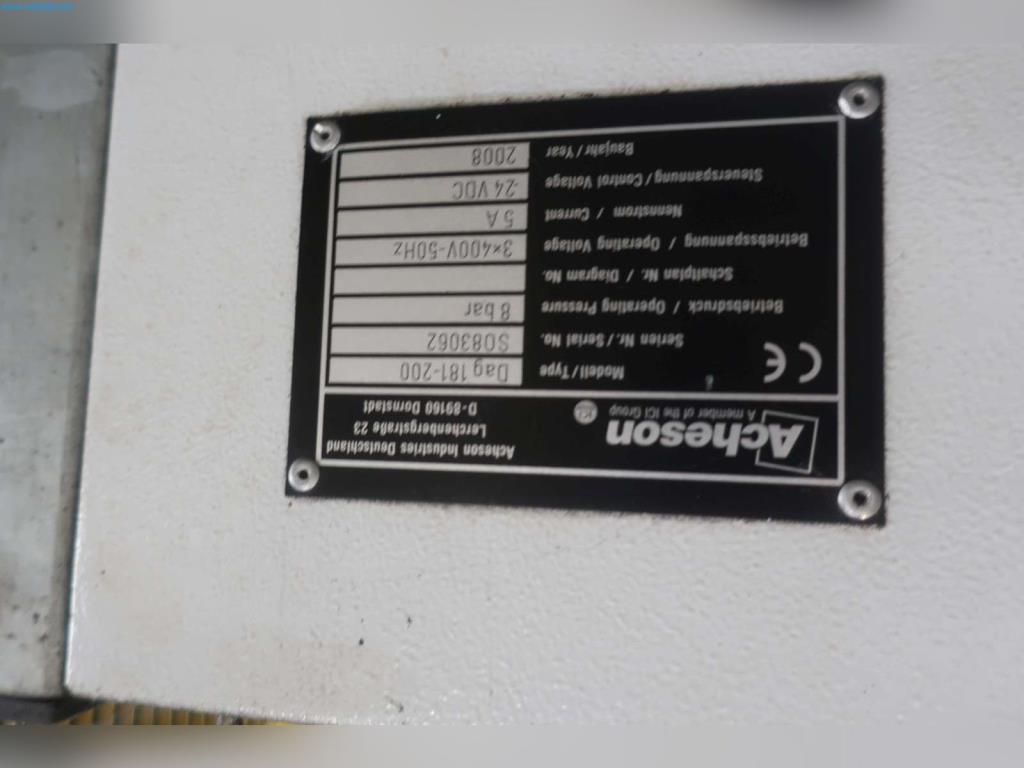 Acheson
A member of the ICI Group
ICI
Acheson Industries Deutschland
Lerchenbergstraße 23
D-89160 Dornstadt
CE
Modell/Type Dag 181-200
Serien Nr./Serial No. S083062
Betriebsdruck / Operating Pressure 8 bar
Schaltplan Nr. / Diagram No.
Betriebsspannung / Operating Voltage 3×400V-50Hz
Nennstrom / Current 5 A
Steuerspannung/Control Voltage 24 VDC
Baujahr/Year 2008